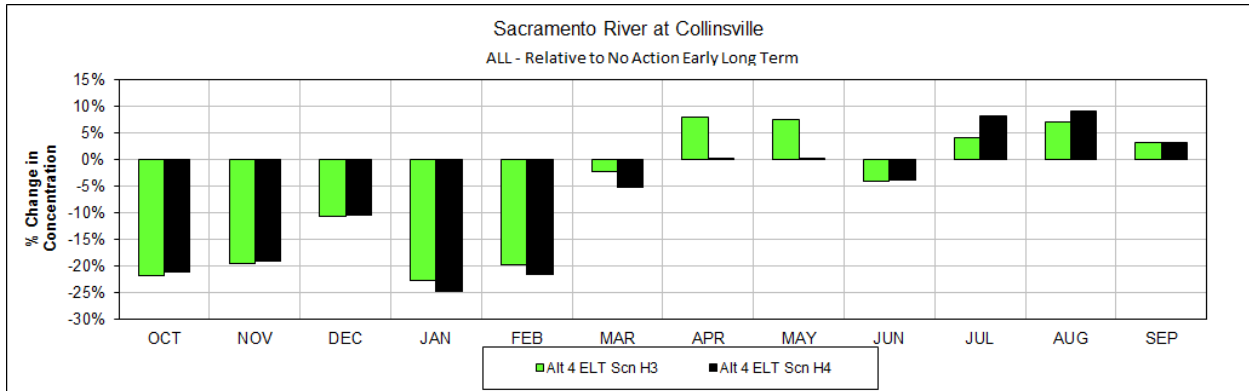 Sacramento River at Collinsville
ALL - Relative to No Action Early Long Term
% Change in
Concentration
15%
10%
5%
0%
-5%
-10%
-15%
-20%
-25%
-30%
OCT NOV DEC JAN FEB MAR APR MAY JUN JUL AUG SEP
Alt 4 ELT Scn H3 Alt 4 ELT Scn H4